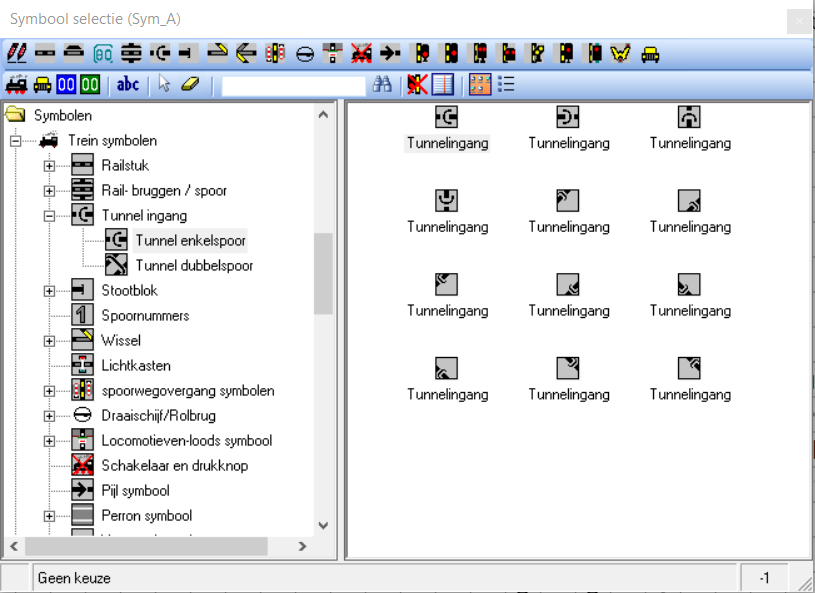 Symbool selectie (Sym_A)
00 00 abc
Symbolen
Trein symbolen
Railstuk
Rail- bruggen / spoor
Tunnel ingang
Tunnel enkelspoor
Tunnel dubbelspoor
Stootblok
1 Spoornummers
Wissel
Lichtkasten
spoorwegovergang symbolen
Draaischijf/Rolbrug
Locomotieven-loods symbool
Schakelaar en drukknop
Pijl symbool
Perron symbool
Tunnelingang Tunnelingang Tunnelingang
Tunnelingang Tunnelingang Tunnelingang
Tunnelingang Tunnelingang Tunnelingang
Tunnelingang Tunnelingang Tunnelingang
Geen keuze -1